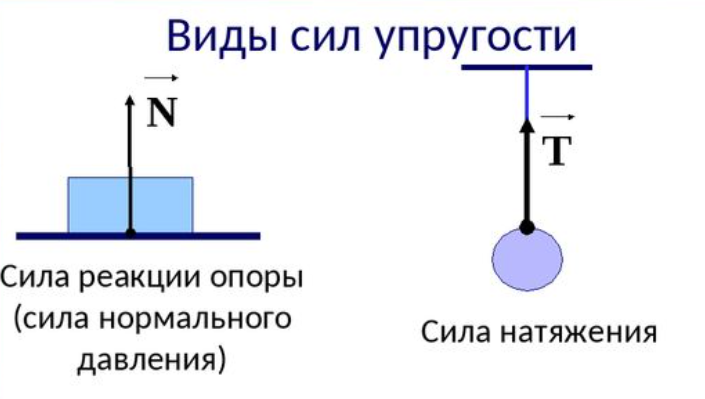 Виды сил упругости
N
T
Сила реакции опоры
(сила нормального
давления)
Сила натяжения